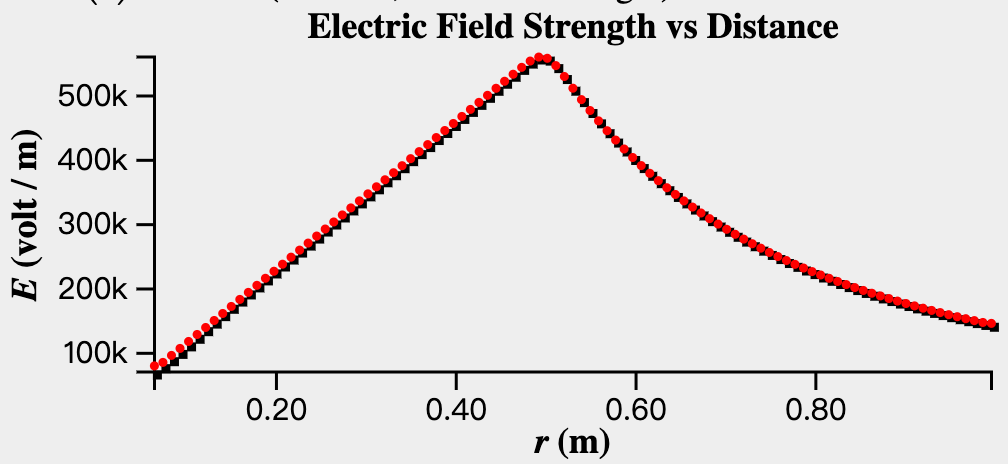 Electric Field Strength vs Distance
500k
400k
300k
200k
100k
E (volt / m)
0.20 0.40 0.60 0.80
r (m)